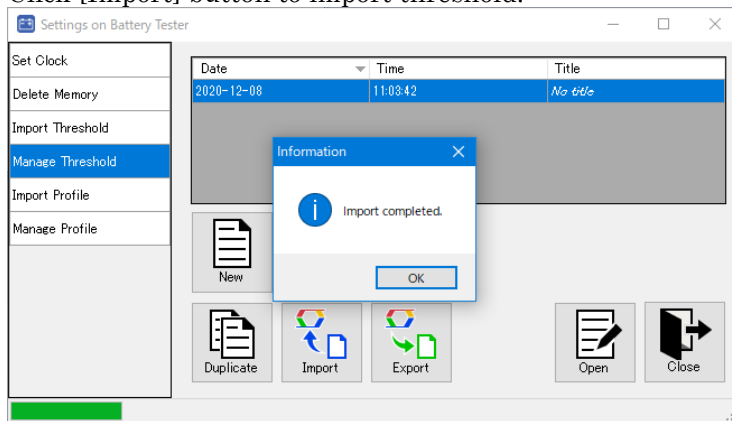 Click [Import] button to import threshold.
Settings on Battery Tester
Set Clock
Delete Memory
Import Threshold
Manage Threshold
Import Profile
Manage Profile
Date Time Title
2020-12-08 11:03:42 No title
Information
Import completed.
OK
New
Duplicate Import Export Open Close